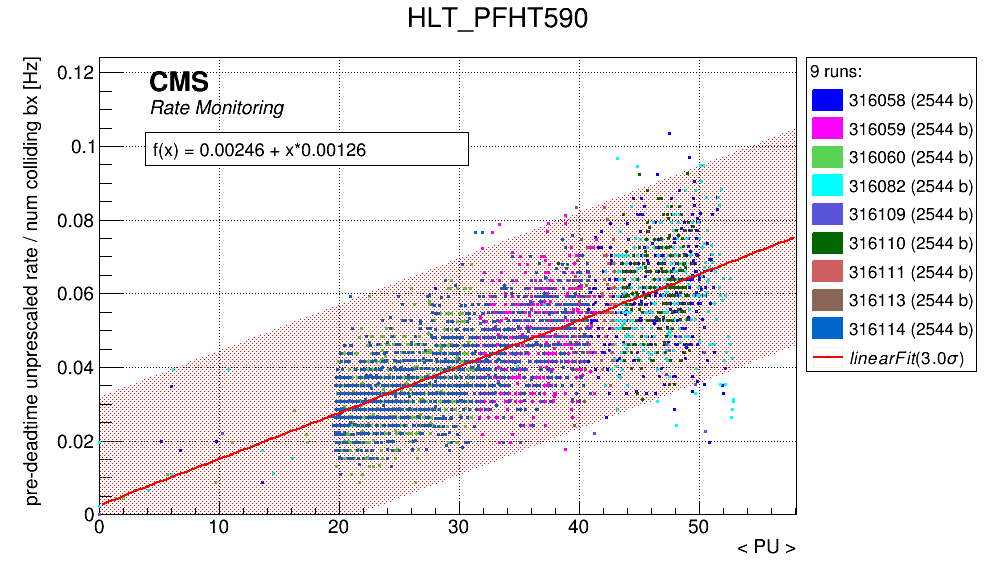 HLT_PFHT590
pre-deadtime unprescaled rate / num colliding bx [Hz]
0.12
0.1
0.08
0.06
0.04
0.02
0
CMS
Rate Monitoring
f(x) = 0.00246 + x*0.00126
0 10 20 30 40 50
< PU >
9 runs:
316058 (2544 b)
316059 (2544 b)
316060 (2544 b)
316082 (2544 b)
316109 (2544 b)
316110 (2544 b)
316111 (2544 b)
316113 (2544 b)
316114 (2544 b)
linearFit(3.0σ)